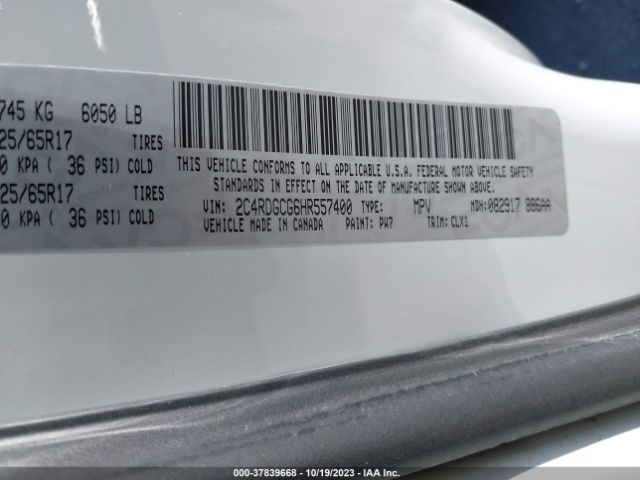 745 KG 6050 LB
25/65R17 TIRES
0 KPA ( 36 PSI) COLD
25/65R17 TIRES
0 KPA ( 36 PSI) COLD
THIS VEHICLE CONFORMS TO ALL APPLICABLE U.S.A. FEDERAL MOTOR VEHICLE SAFETY
STANDARDS IN EFFECT ON THE DATE OF MANUFACTURE SHOWN ABOVE.
VIN: 2C4RDGCG6HR557400 TYPE: MPV MDH: 082917 886AA
VEHICLE MADE IN CANADA PAINT: PW7 TRIM: CLX1
000-37839668 | 10/19/2023 | IAA Inc.